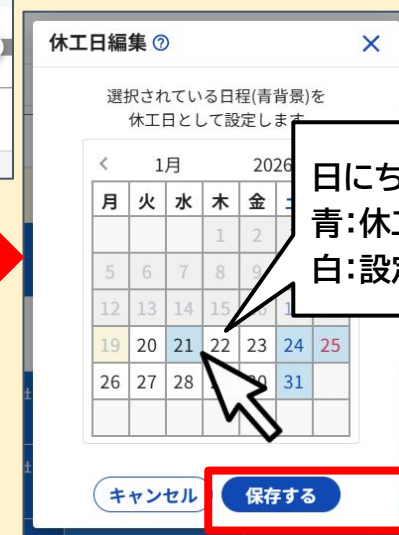 休工日編集
選択されている日程(青背景)を
休工日として設定します
1月 2026
月 火 水 木 金
1 2
5 6 7 8 9
12 13 14 15
19 20 21 22 23 24 25
26 27 28 30 31
キャンセル 保存する
日にち
青:休工
白:設定